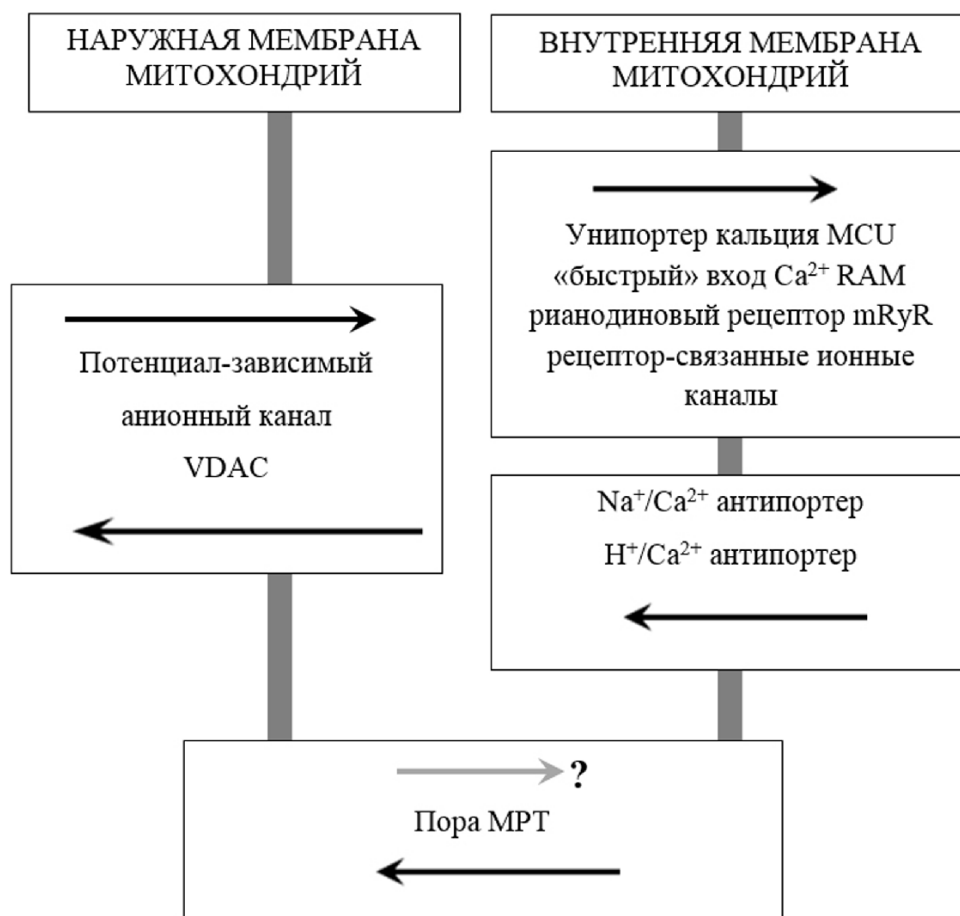 НАРУЖНАЯ МЕМБРАНА
МИТОХОНДРИЙ
ВНУТРЕННЯЯ МЕМБРАНА
МИТОХОНДРИЙ
Унипортер кальция MCU
«быстрый» вход Ca²⁺ RAM
рианодиновый рецептор mRyR
рецептор-связанные ионные
каналы
Потенциал-зависимый
анионный канал
VDAC
Na⁺/Ca²⁺ антипортер
H⁺/Ca²⁺ антипортер
?
Пора МРТ